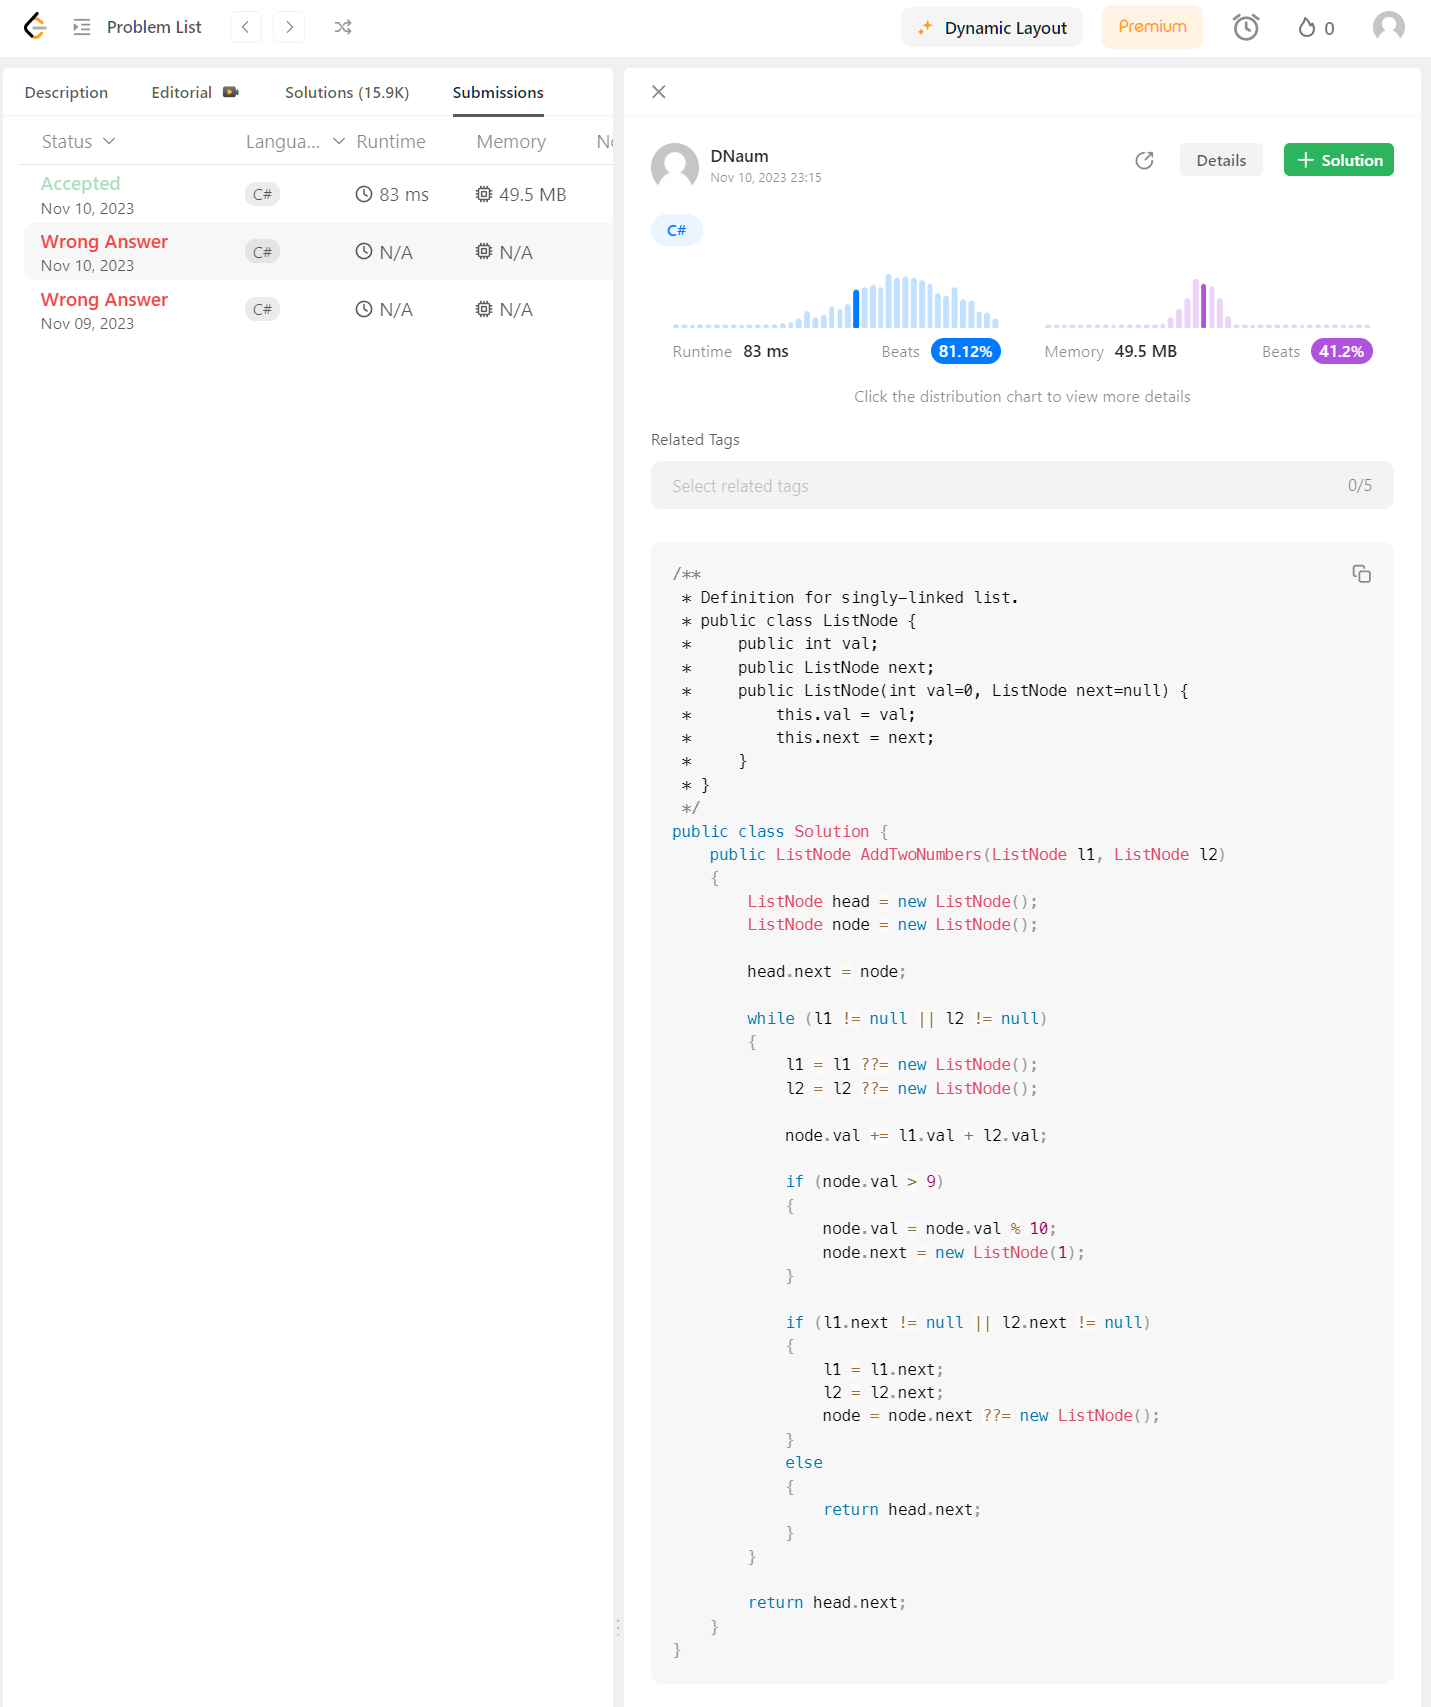 Problem List
Dynamic Layout
Premium
0
Description
Editorial
Solutions (15.9K)
Submissions
Status
Langua...
Runtime
Memory
Accepted
Nov 10, 2023
C#
83 ms
49.5 MB
Wrong Answer
Nov 10, 2023
C#
N/A
N/A
Wrong Answer
Nov 09, 2023
C#
N/A
N/A
DNaum
Nov 10, 2023 23:15
Details
+ Solution
C#
Runtime 83 ms
Beats 81.12%
Memory 49.5 MB
Beats 41.2%
Click the distribution chart to view more details
Related Tags
Select related tags
0/5
/**
 * Definition for singly-linked list.
 * public class ListNode {
 *     public int val;
 *     public ListNode next;
 *     public ListNode(int val=0, ListNode next=null) {
 *         this.val = val;
 *         this.next = next;
 *     }
 * }
 */
public class Solution {
    public ListNode AddTwoNumbers(ListNode l1, ListNode l2)
    {
        ListNode head = new ListNode();
        ListNode node = new ListNode();
        head.next = node;
        while (l1 != null || l2 != null)
        {
            l1 = l1 ??= new ListNode();
            l2 = l2 ??= new ListNode();
            node.val += l1.val + l2.val;
            if (node.val > 9)
            {
                node.val = node.val % 10;
                node.next = new ListNode(1);
            }
            if (l1.next != null || l2.next != null)
            {
                l1 = l1.next;
                l2 = l2.next;
                node = node.next ??= new ListNode();
            }
            else
            {
                return head.next;
            }
        }
        return head.next;
    }
}